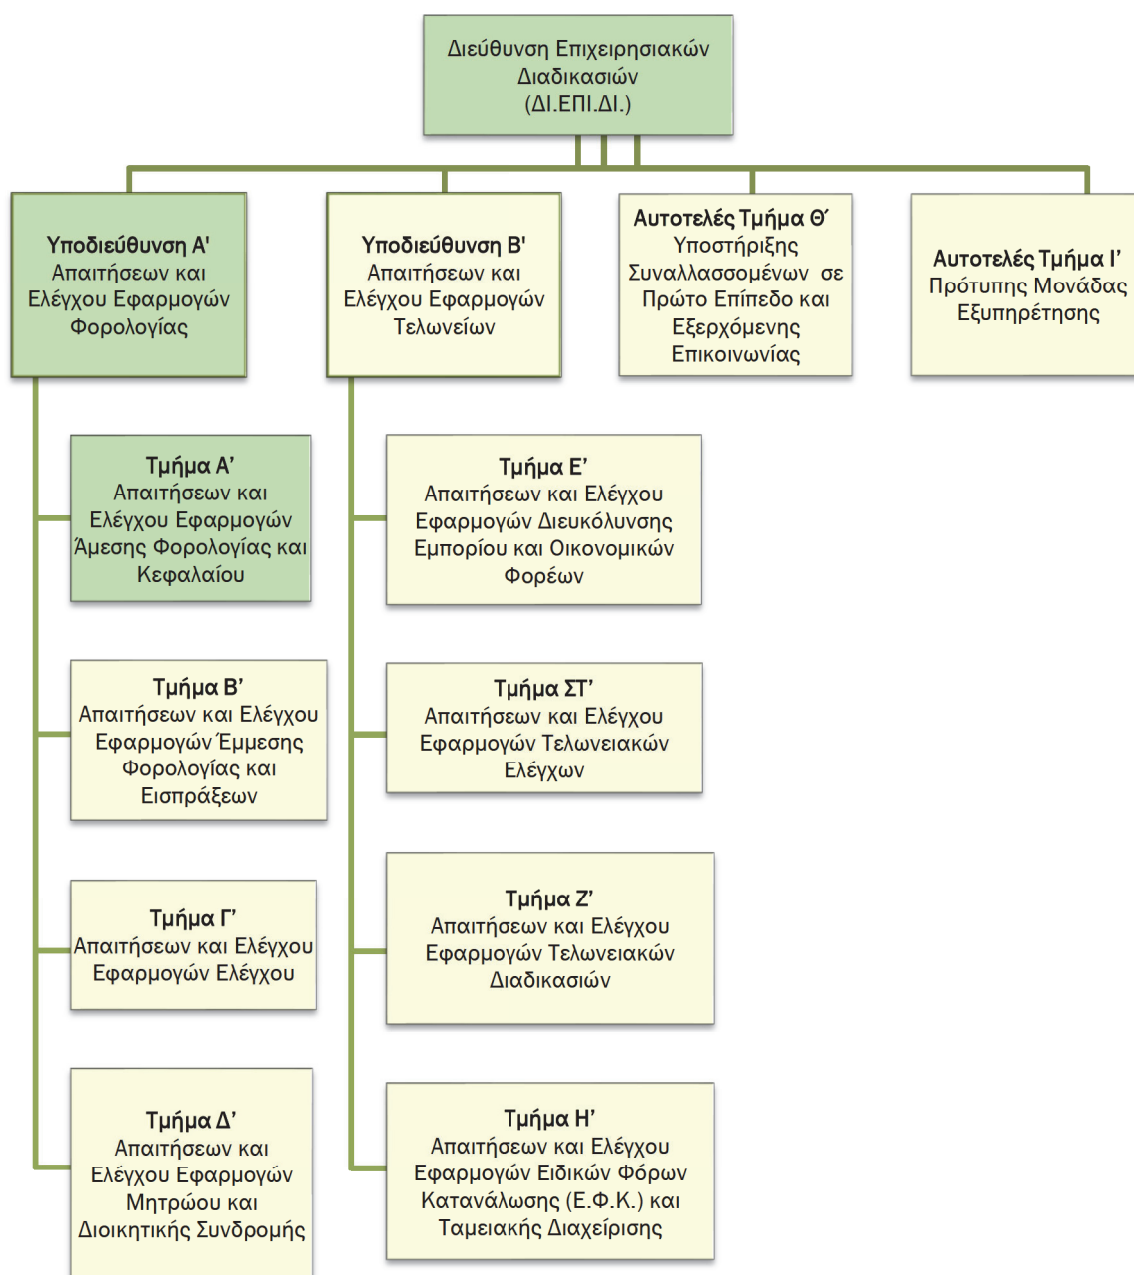 Διεύθυνση Επιχειρησιακών
Διαδικασιών
(ΔΙ.ΕΠΙ.ΔΙ.)
Υποδιεύθυνση Α'
Απαιτήσεων και
Ελέγχου Εφαρμογών
Φορολογίας
Υποδιεύθυνση Β'
Απαιτήσεων και
Ελέγχου Εφαρμογών
Τελωνείων
Αυτοτελές Τμήμα Θ΄
Υποστήριξης
Συναλλασσομένων σε
Πρώτο Επίπεδο και
Εξερχόμενης
Επικοινωνίας
Αυτοτελές Τμήμα Ι’
Πρότυπης Μονάδας
Εξυπηρέτησης
Τμήμα Α’
Απαιτήσεων και
Ελέγχου Εφαρμογών
Άμεσης Φορολογίας και
Κεφαλαίου
Τμήμα Β’
Απαιτήσεων και Ελέγχου
Εφαρμογών Έμμεσης
Φορολογίας και
Εισπράξεων
Τμήμα Γ’
Απαιτήσεων και Ελέγχου
Εφαρμογών Ελέγχου
Τμήμα Δ’
Απαιτήσεων και
Ελέγχου Εφαρμογών
Μητρώου και
Διοικητικής Συνδρομής
Τμήμα Ε’
Απαιτήσεων και Ελέγχου
Εφαρμογών Διευκόλυνσης
Εμπορίου και Οικονομικών
Φορέων
Τμήμα ΣΤ’
Απαιτήσεων και Ελέγχου
Εφαρμογών Τελωνειακών
Ελέγχων
Τμήμα Ζ’
Απαιτήσεων και Ελέγχου
Εφαρμογών Τελωνειακών
Διαδικασιών
Τμήμα Η’
Απαιτήσεων και Ελέγχου
Εφαρμογών Ειδικών Φόρων
Κατανάλωσης (Ε.Φ.Κ.) και
Ταμειακής Διαχείρισης